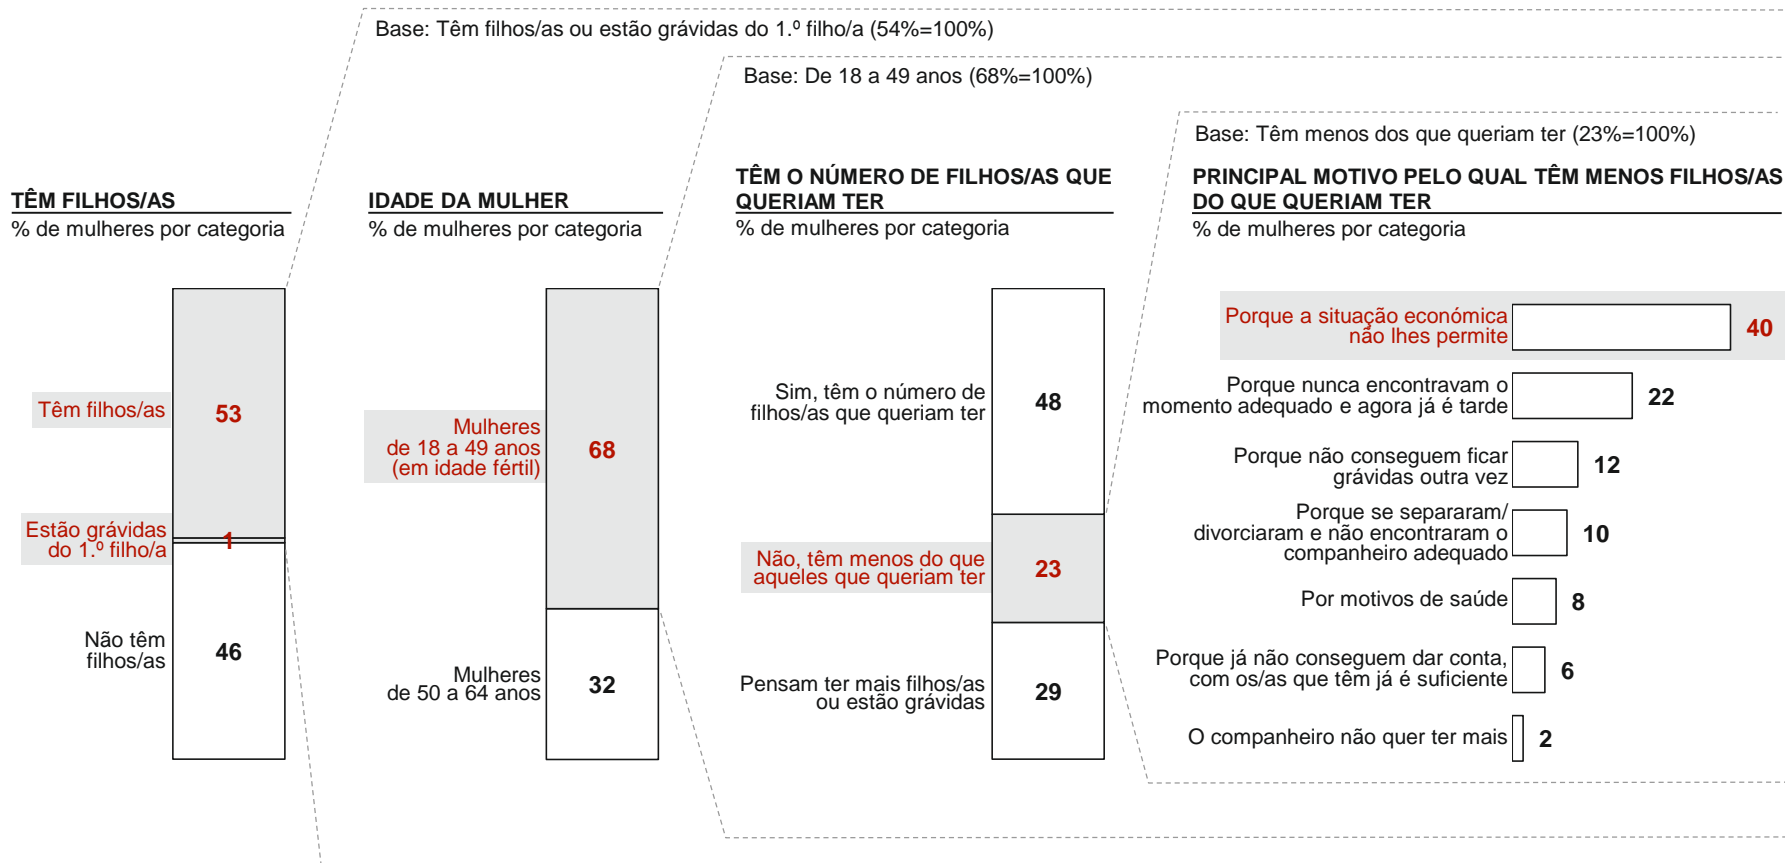 Base: Têm filhos/as ou estão grávidas do 1.º filho/a (54%=100%)
Base: De 18 a 49 anos (68%=100%)
Base: Têm menos dos que queriam ter (23%=100%)
TÊM FILHOS/AS
% de mulheres por categoria
Têm filhos/as
53
Estão grávidas
do 1.º filho/a
1
Não têm
filhos/as
46
IDADE DA MULHER
% de mulheres por categoria
Mulheres
de 18 a 49 anos
(em idade fértil)
68
Mulheres
de 50 a 64 anos
32
TÊM O NÚMERO DE FILHOS/AS QUE
QUERIAM TER
% de mulheres por categoria
Sim, têm o número de
filhos/as que queriam ter
48
Não, têm menos do que
aqueles que queriam ter
23
Pensam ter mais filhos/as
ou estão grávidas
29
PRINCIPAL MOTIVO PELO QUAL TÊM MENOS FILHOS/AS
DO QUE QUERIAM TER
% de mulheres por categoria
Porque a situação económica
não lhes permite
40
Porque nunca encontravam o
momento adequado e agora já é tarde
22
Porque não conseguem ficar
grávidas outra vez
12
Porque se separaram/
divorciaram e não encontraram o
companheiro adequado
10
Por motivos de saúde
8
Porque já não conseguem dar conta,
com os/as que têm já é suficiente
6
O companheiro não quer ter mais
2